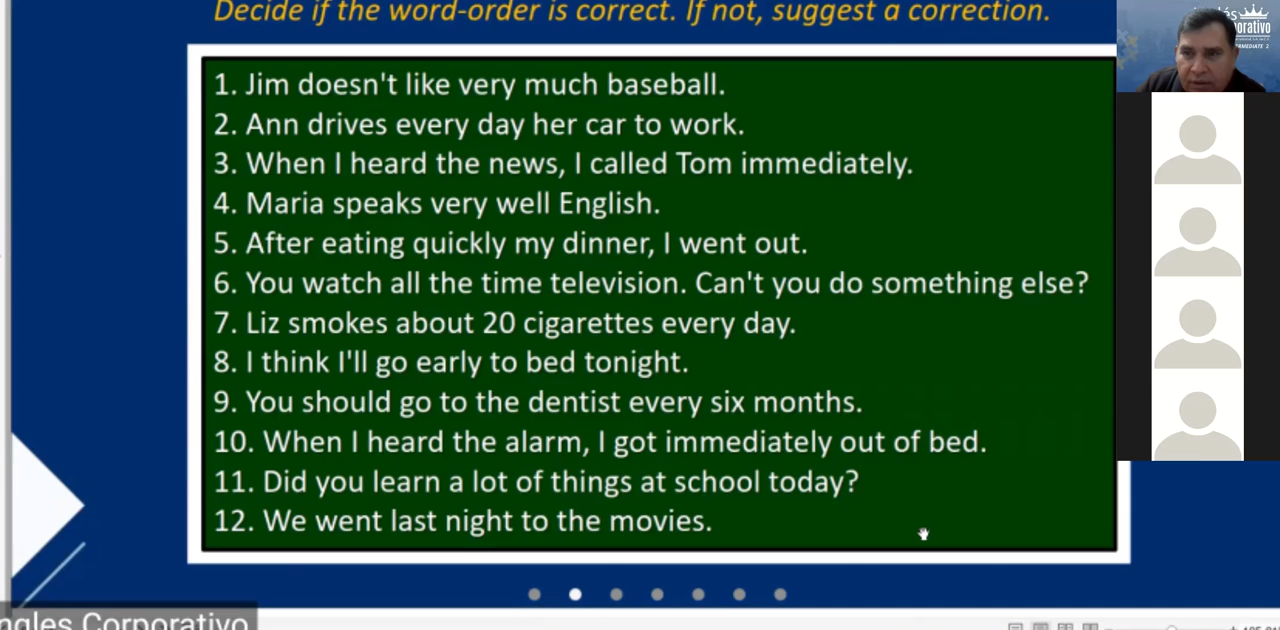 Decide if the word-order is correct. If not, suggest a correction.
1. Jim doesn't like very much baseball.
2. Ann drives every day her car to work.
3. When I heard the news, I called Tom immediately.
4. Maria speaks very well English.
5. After eating quickly my dinner, I went out.
6. You watch all the time television. Can't you do something else?
7. Liz smokes about 20 cigarettes every day.
8. I think I'll go early to bed tonight.
9. You should go to the dentist every six months.
10. When I heard the alarm, I got immediately out of bed.
11. Did you learn a lot of things at school today?
12. We went last night to the movies.
ngles Corporativo